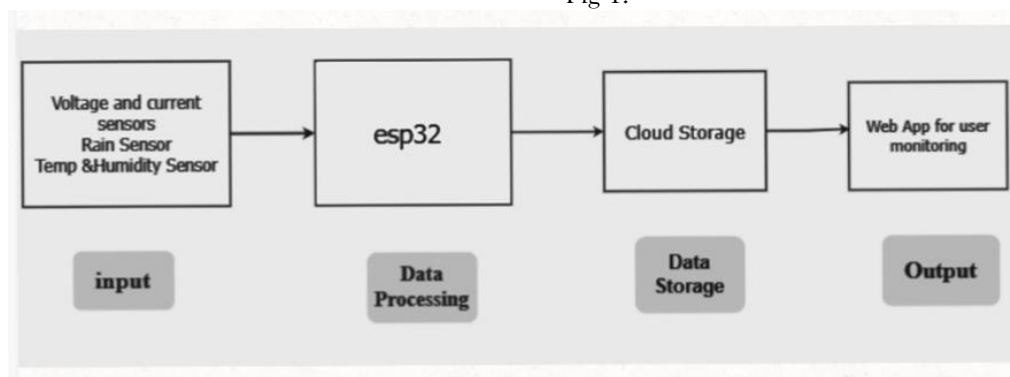 Fig 1.
Voltage and current
sensors
Rain Sensor
Temp &Humidity Sensor
esp32
Cloud Storage
Web App for user
monitoring
input
Data
Processing
Data
Storage
Output